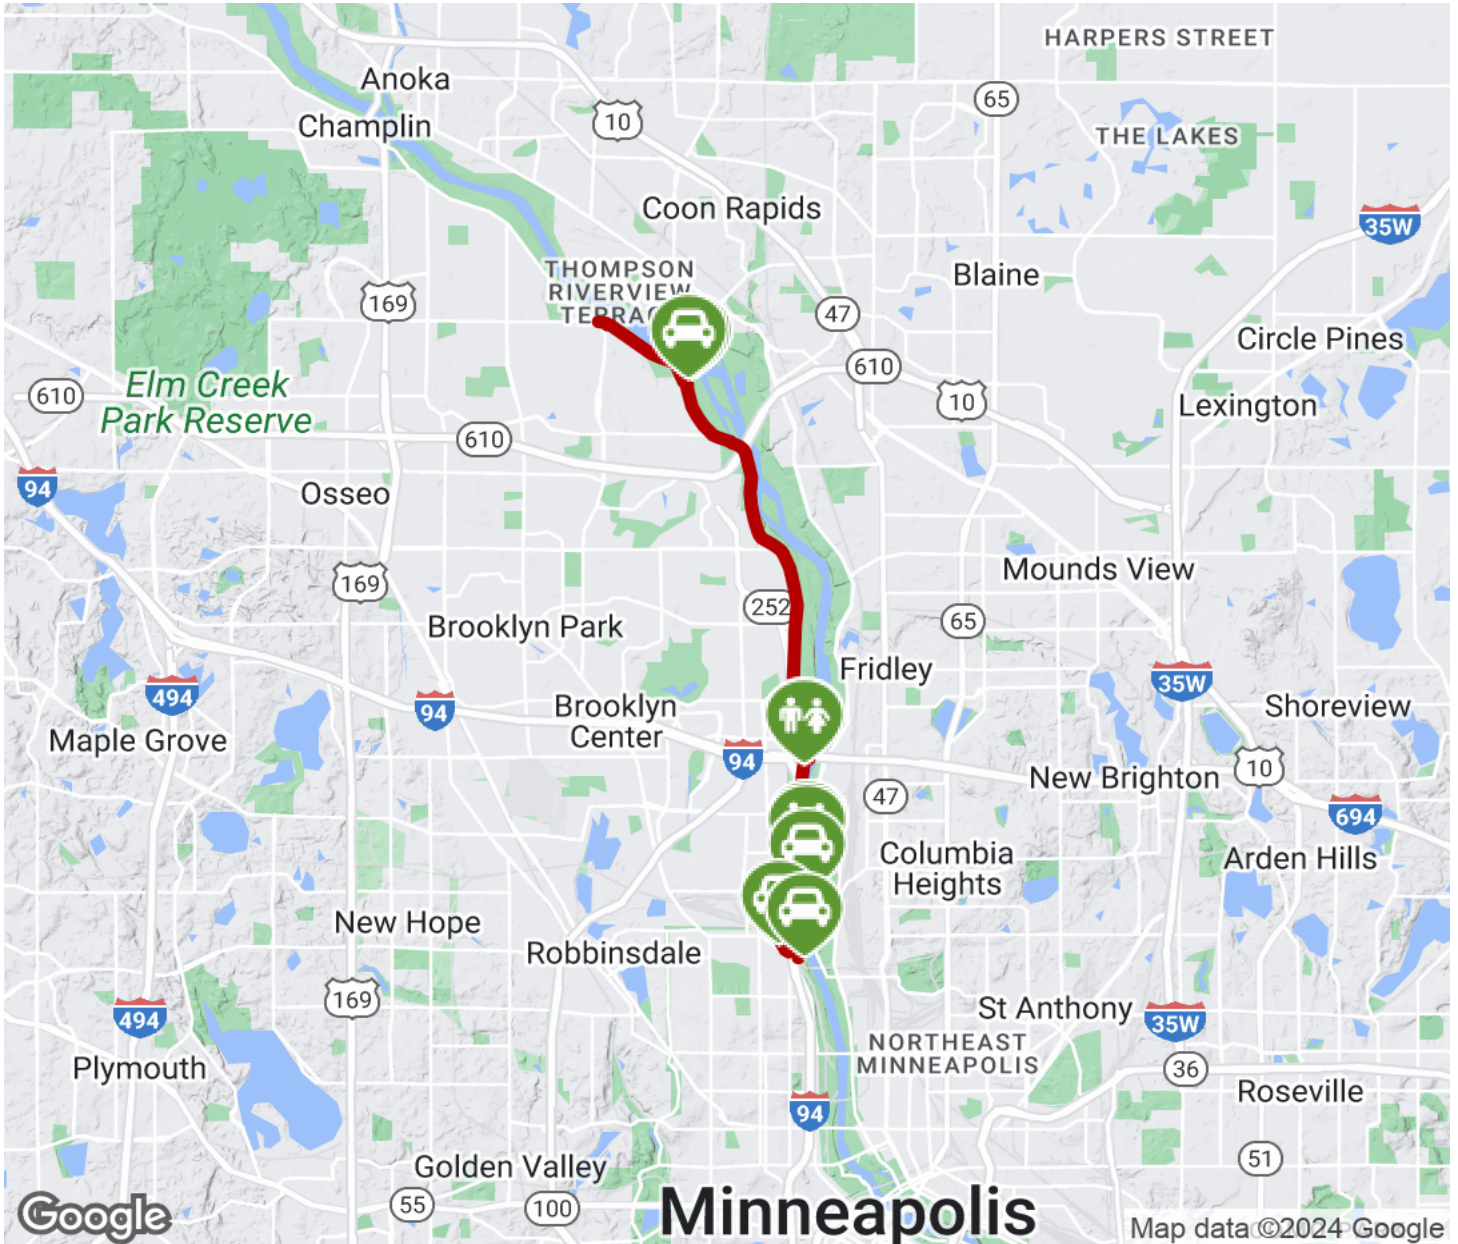 HARPERS STREET
Anoka
65
10
Champlin
THE LAKES
Coon Rapids
35W
THOMPSON
RIVERVIEW
Blaine
169
47
Circle Pines
610
Elm Creek
Park Reserve
610
10
Lexington
610
94
Osseo
Mounds View
169
252
65
Brooklyn Park
Fridley
35W
494
94
Brooklyn
Center
Shoreview
Maple Grove
94
10
New Brighton
47
694
Columbia
Heights
Arden Hills
New Hope
Robbinsdale
169
St Anthony
494
35W
NORTHEAST
MINNEAPOLIS
Plymouth
36
Roseville
94
51
Golden Valley
55
100
Minneapolis
Google
Map data ©2024 Google